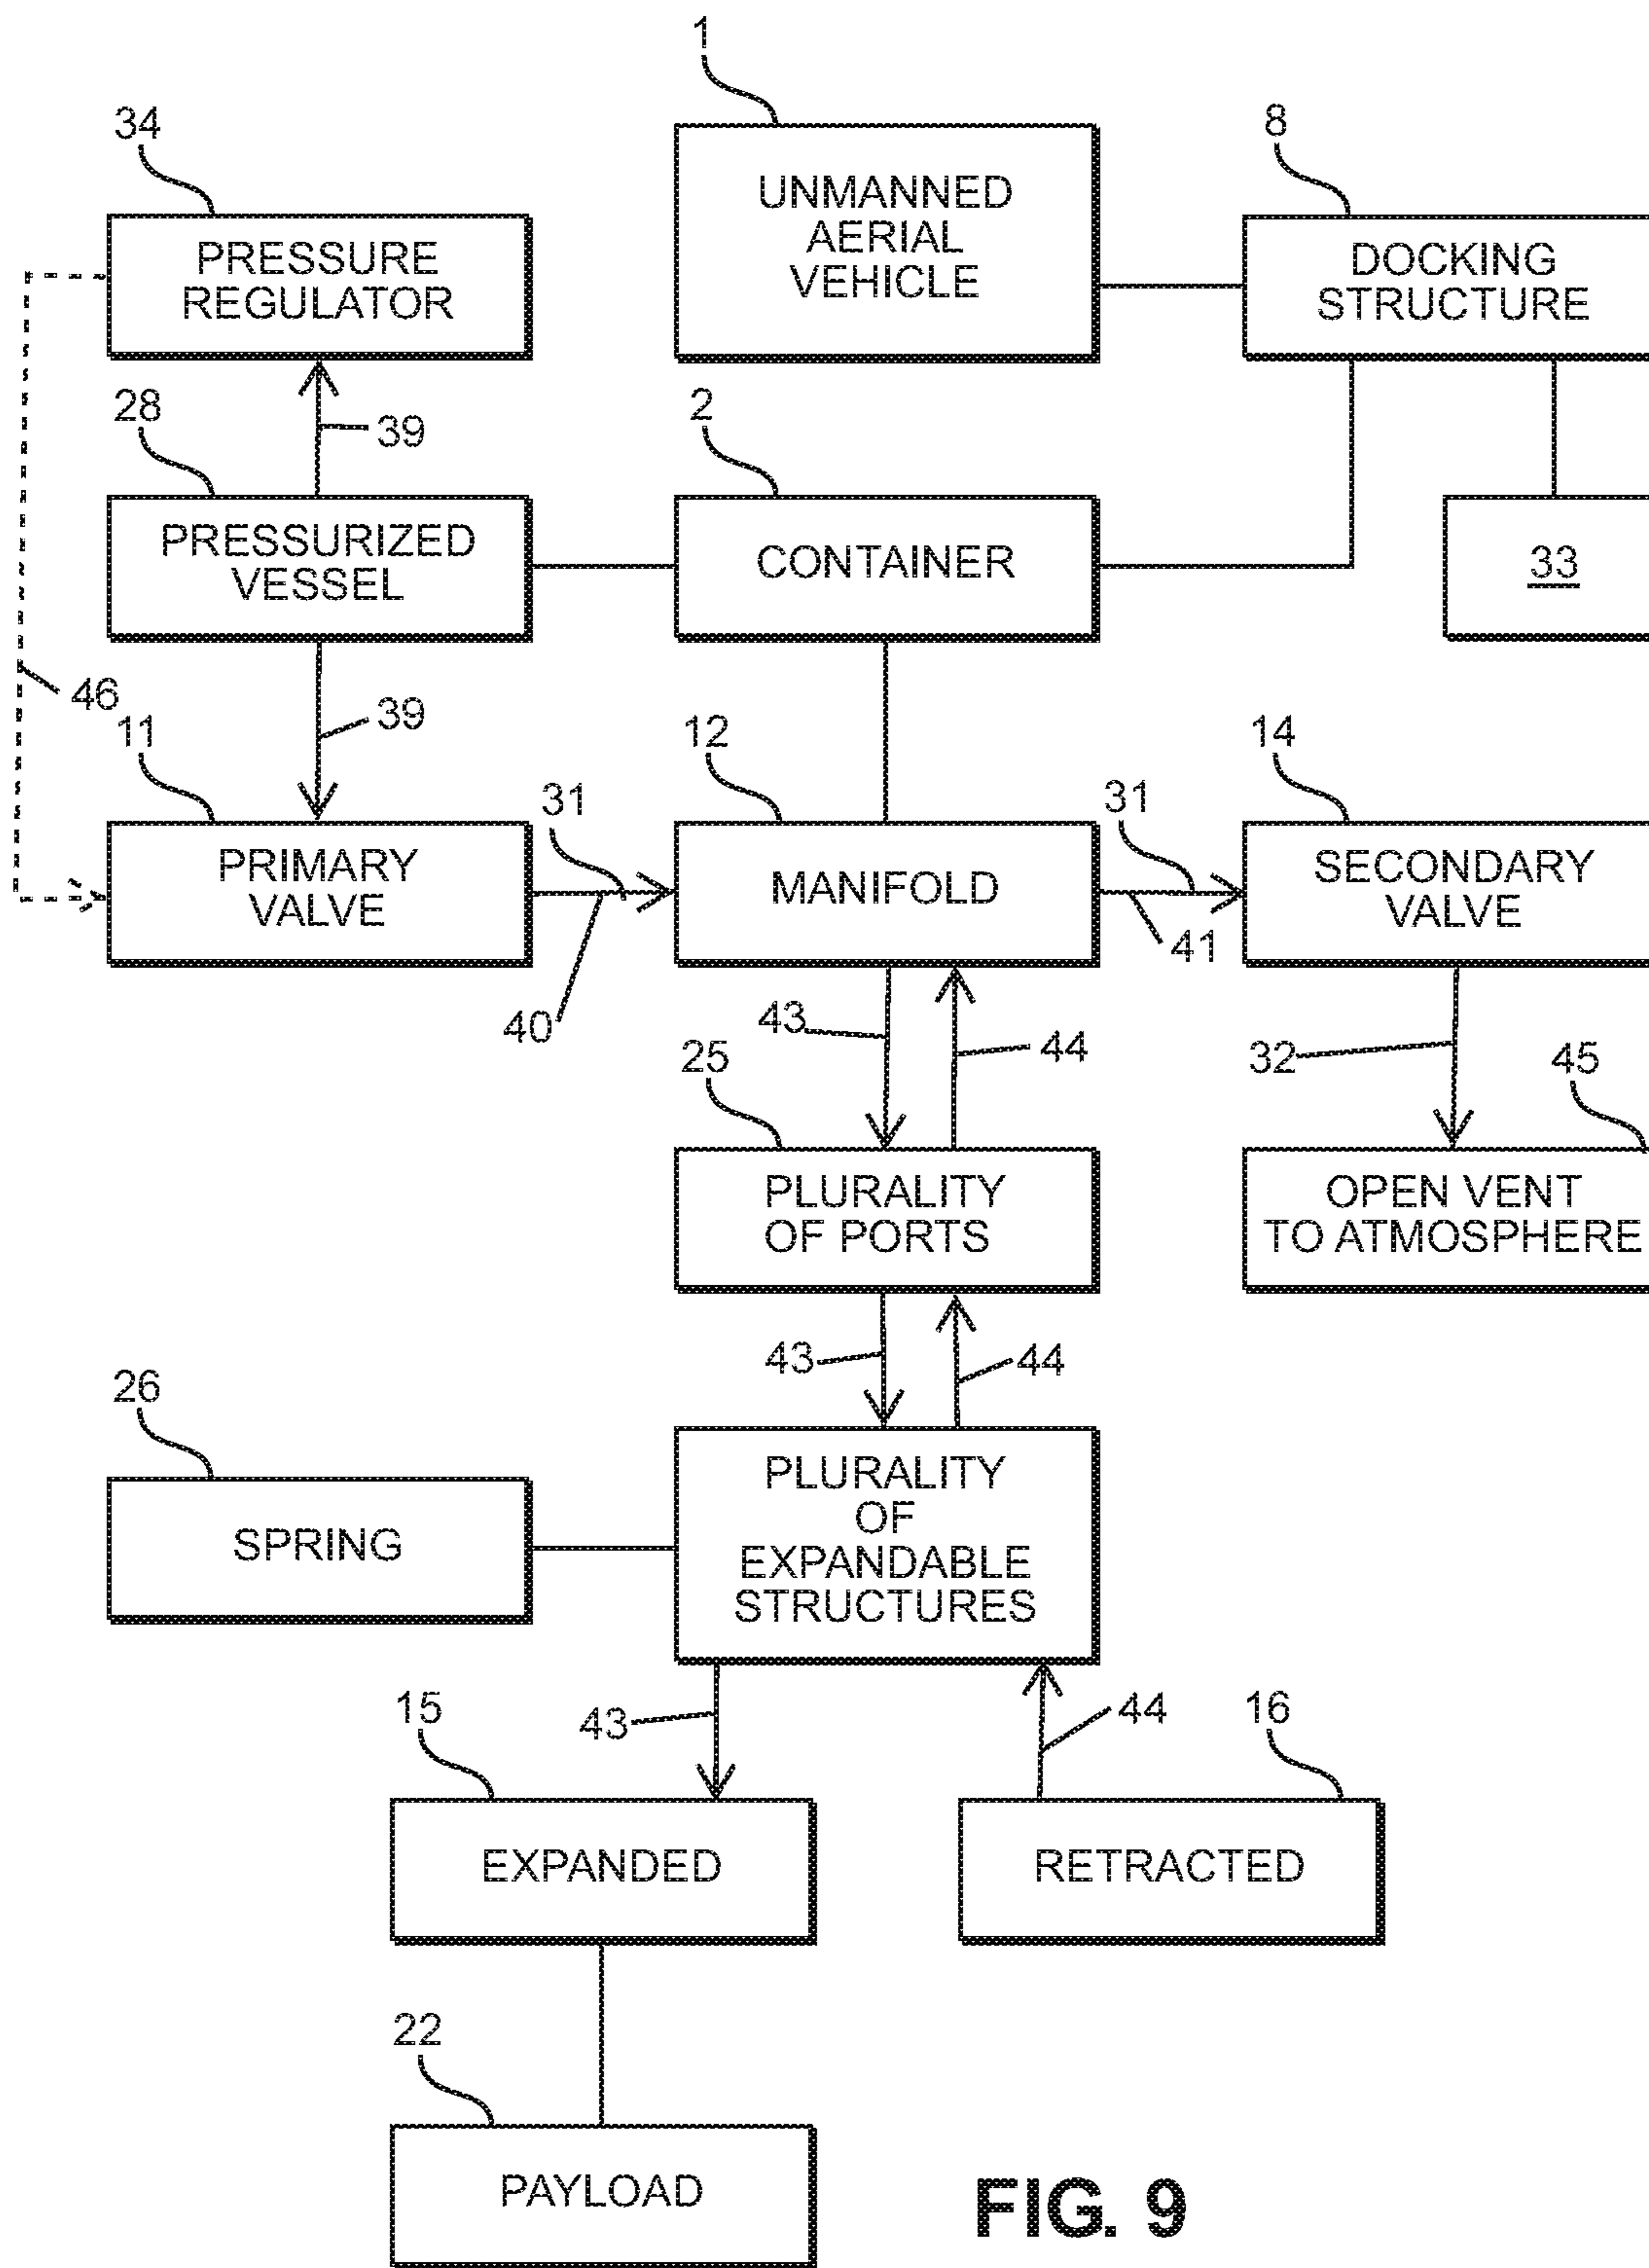 1
34
8
UNMANNED
AERIAL
VEHICLE
PRESSURE
REGULATOR
DOCKING
STRUCTURE
28
39
2
PRESSURIZED
VESSEL
CONTAINER
33
46
11
39
12
14
31
31
PRIMARY
VALVE
MANIFOLD
SECONDARY
VALVE
40
41
43
44
32
45
25
PLURALITY
OF PORTS
OPEN VENT
TO ATMOSPHERE
43
44
26
SPRING
PLURALITY
OF
EXPANDABLE
STRUCTURES
15
43
44
16
EXPANDED
RETRACTED
22
PAYLOAD
FIG. 9